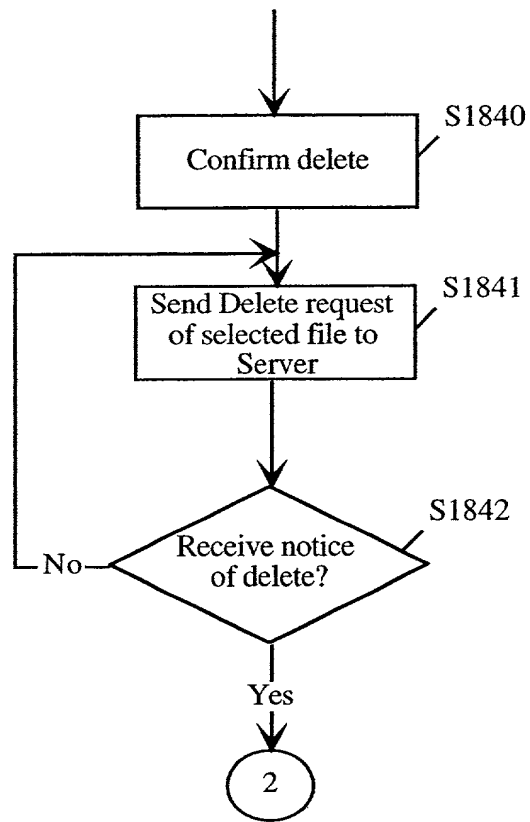 S1840
Confirm delete
S1841
Send Delete request
of selected file to
Server
S1842
Receive notice
of delete?
No
Yes
2